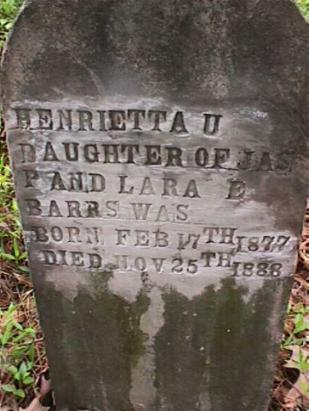 HENRIETTA U
DAUGHTER OF JAS
P AND LARA E
BARRS WAS
BORN FEB 17TH 1877
DIED NOV 25TH 1888